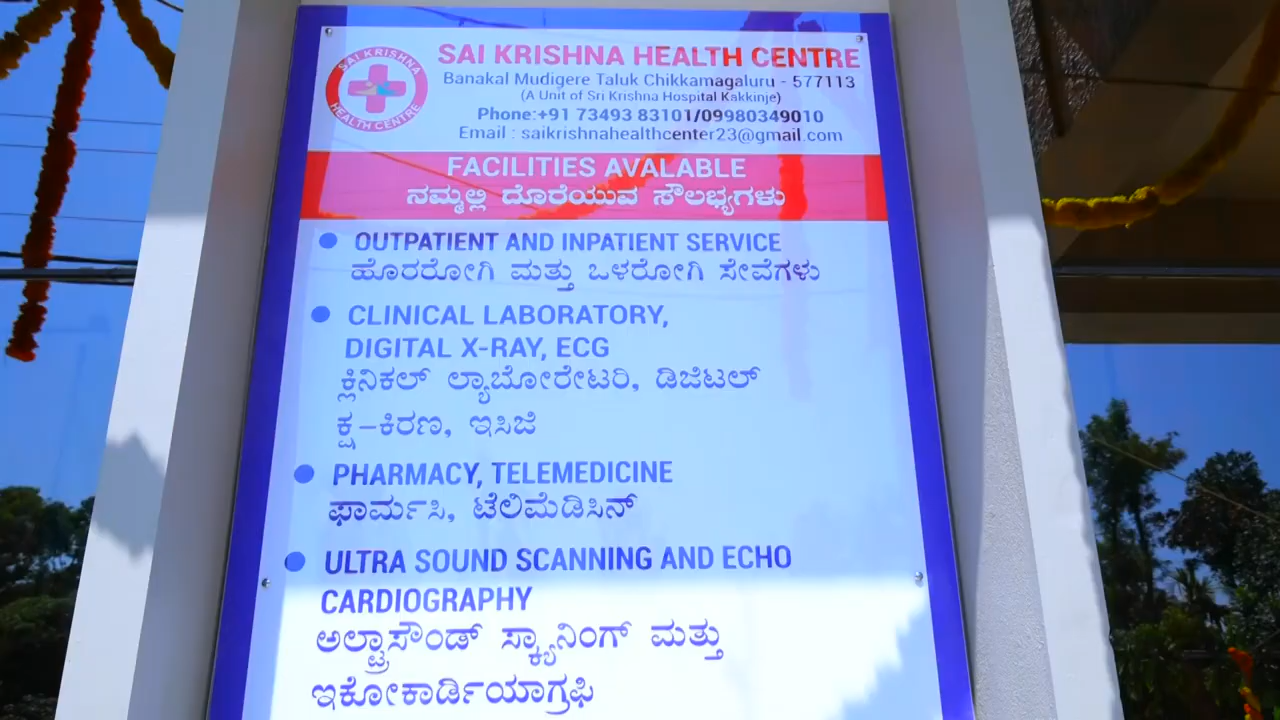 SAI KRISHNA
HEALTH CENTRE
SAI KRISHNA HEALTH CENTRE
Banakal Mudigere Taluk Chikkamagaluru - 577113
(A Unit of Sri Krishna Hospital Kakkinje)
Phone:+91 73493 83101/09980349010
Email : saikrishnahealthcenter23@gmail.com
FACILITIES AVALABLE
ನಮ್ಮಲ್ಲಿ ದೊರೆಯುವ ಸೌಲಭ್ಯಗಳು
OUTPATIENT AND INPATIENT SERVICE
ಹೊರರೋಗಿ ಮತ್ತು ಒಳರೋಗಿ ಸೇವೆಗಳು
CLINICAL LABORATORY,
DIGITAL X-RAY, ECG
ಕ್ಲಿನಿಕಲ್ ಲ್ಯಾಬೋರೇಟರಿ, ಡಿಜಿಟಲ್
ಕ್ಷ-ಕಿರಣ, ಇಸಿಜಿ
PHARMACY, TELEMEDICINE
ಫಾರ್ಮಸಿ, ಟೆಲಿಮೆಡಿಸಿನ್
ULTRA SOUND SCANNING AND ECHO
CARDIOGRAPHY
ಅಲ್ಟ್ರಾಸೌಂಡ್ ಸ್ಕ್ಯಾನಿಂಗ್ ಮತ್ತು
ಇಕೋಕಾರ್ಡಿಯಾಗ್ರಫಿ